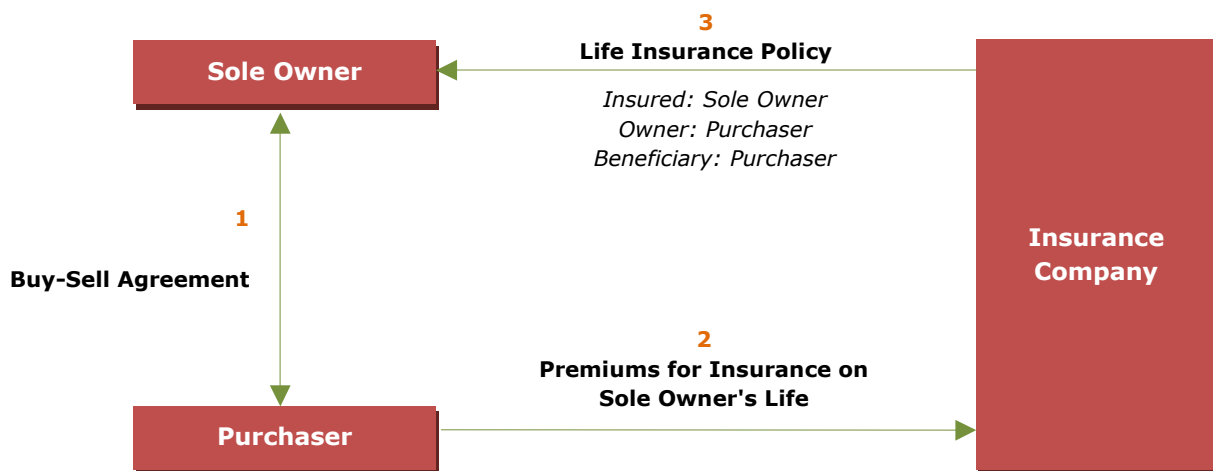 3
Life Insurance Policy
Sole Owner
Insured: Sole Owner
Owner: Purchaser
Beneficiary: Purchaser
1
Buy-Sell Agreement
Insurance
Company
2
Premiums for Insurance on
Sole Owner's Life
Purchaser